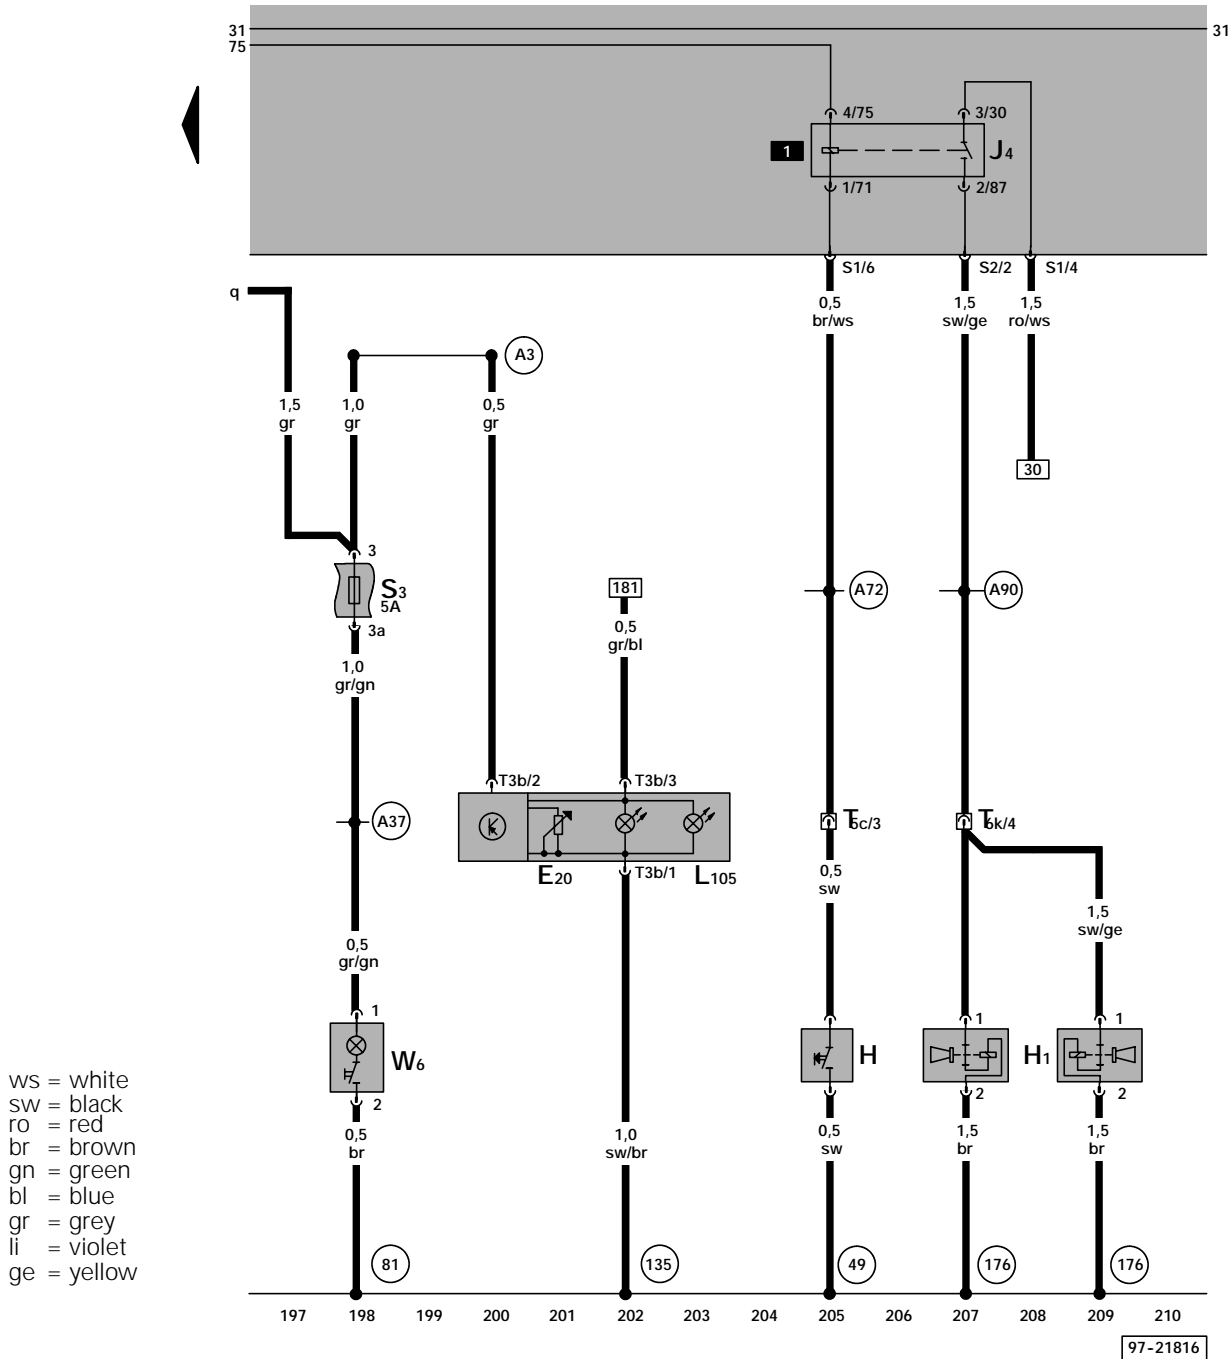 31 31
75
4/75 3/30
1 J4
1/71 2/87
S1/6 S2/2 S1/4
q
0,5 1,5 1,5
br/ws sw/ge ro/ws
A3
1,5 1,0 0,5
gr gr gr
30
3
S3
5A
181
A72 A90
3a
0,5
gr/bl
1,0
gr/gn
T3b/2 T3b/3
A37
T5c/3 T6k/4
E20 T3b/1 L105
0,5
sw
1,5
sw/ge
0,5
gr/gn
1 1 1
W6 H H1
2 2 2
ws = white
sw = black
ro = red
br = brown
gn = green
bl = blue
gr = grey
li = violet
ge = yellow
0,5 1,0 0,5 1,5 1,5
br sw/br sw br br
81 135 49 176 176
197 198 199 200 201 202 203 204 205 206 207 208 209 210
97-21816